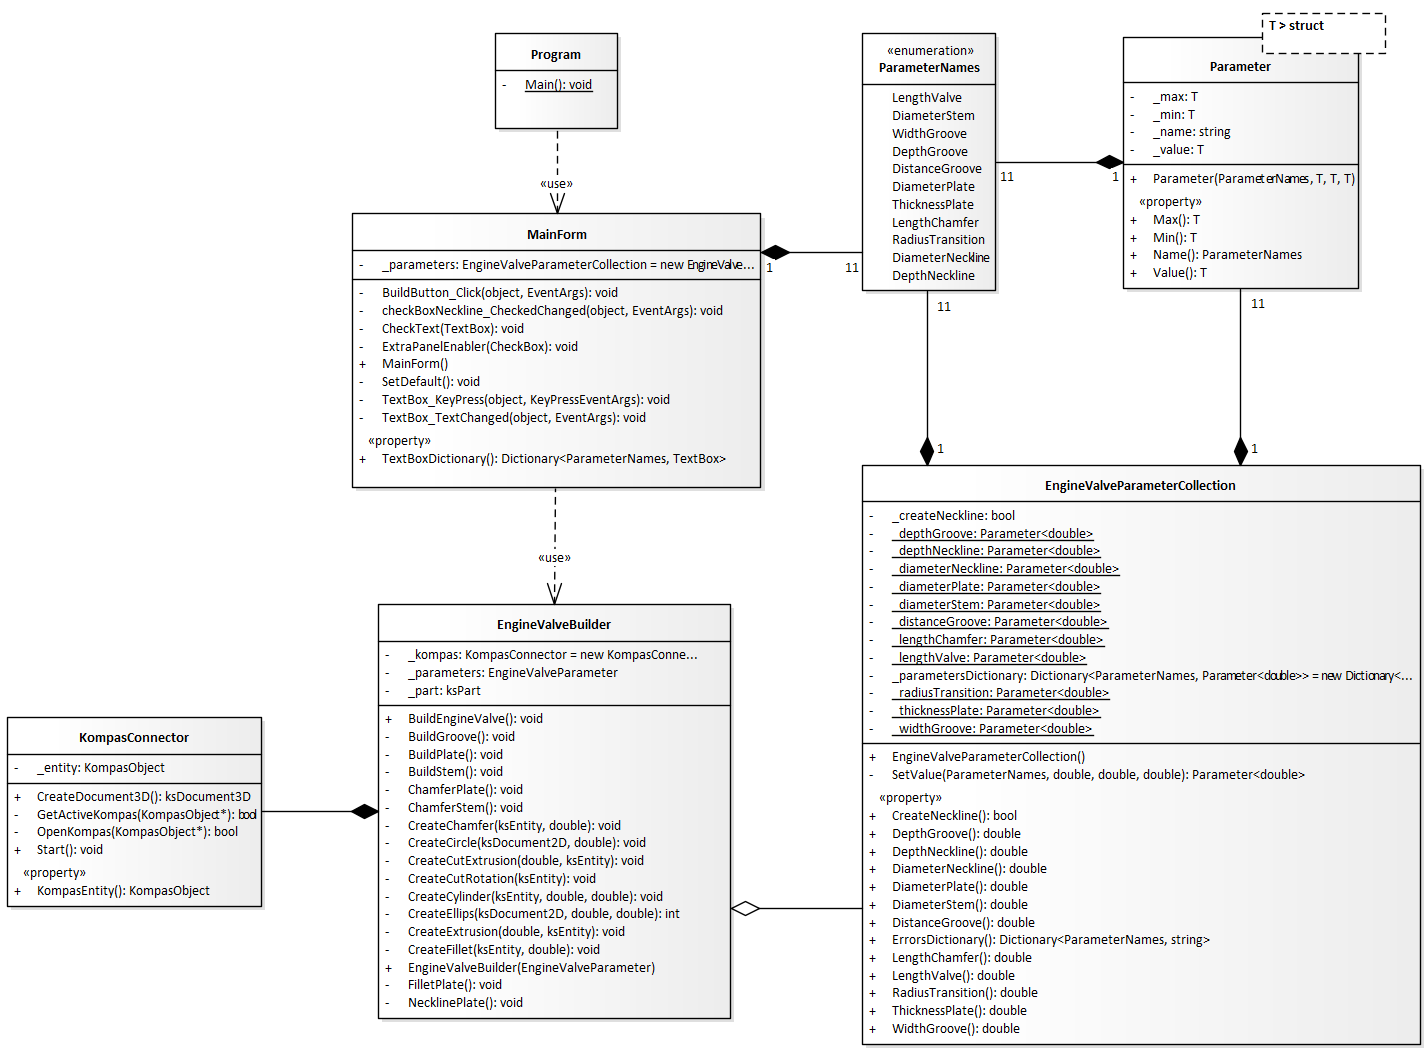 Program
- Main(): void
«use»
MainForm
- _parameters: EngineValveParameterCollection = new EngineValve...
- BuildButton_Click(object, EventArgs): void
- checkBoxNeckline_CheckedChanged(object, EventArgs): void
- CheckText(TextBox): void
- ExtraPanelEnabler(CheckBox): void
+ MainForm()
- SetDefault(): void
- TextBox_KeyPress(object, KeyPressEventArgs): void
- TextBox_TextChanged(object, EventArgs): void
«property»
+ TextBoxDictionary(): Dictionary<ParameterNames, TextBox>
1
11
«enumeration»
ParameterNames
LengthValve
DiameterStem
WidthGroove
DepthGroove
DistanceGroove
DiameterPlate
ThicknessPlate
LengthChamfer
RadiusTransition
DiameterNeckline
DepthNeckline
11
1
T > struct
Parameter
- _max: T
- _min: T
- _name: string
- _value: T
+ Parameter(ParameterNames, T, T, T)
«property»
+ Max(): T
+ Min(): T
+ Name(): ParameterNames
+ Value(): T
11
11
1
1
«use»
EngineValveBuilder
- _kompas: KompasConnector = new KompasConne...
- _parameters: EngineValveParameter
- _part: ksPart
+ BuildEngineValve(): void
- BuildGroove(): void
- BuildPlate(): void
- BuildStem(): void
- ChamferPlate(): void
- ChamferStem(): void
- CreateChamfer(ksEntity, double): void
- CreateCircle(ksDocument2D, double): void
- CreateCutExtrusion(double, ksEntity): void
- CreateCutRotation(ksEntity): void
- CreateCylinder(ksEntity, double, double): void
- CreateEllips(ksDocument2D, double, double): int
- CreateExtrusion(double, ksEntity): void
- CreateFillet(ksEntity, double): void
+ EngineValveBuilder(EngineValveParameter)
- FilletPlate(): void
- NecklinePlate(): void
KompasConnector
- _entity: KompasObject
+ CreateDocument3D(): ksDocument3D
- GetActiveKompas(KompasObject*): bool
- OpenKompas(KompasObject*): bool
+ Start(): void
«property»
+ KompasEntity(): KompasObject
EngineValveParameterCollection
- _createNeckline: bool
- _depthGroove: Parameter<double>
- _depthNeckline: Parameter<double>
- _diameterNeckline: Parameter<double>
- _diameterPlate: Parameter<double>
- _diameterStem: Parameter<double>
- _distanceGroove: Parameter<double>
- _lengthChamfer: Parameter<double>
- _lengthValve: Parameter<double>
- _parametersDictionary: Dictionary<ParameterNames, Parameter<double>> = new Dictionary<...
- _radiusTransition: Parameter<double>
- _thicknessPlate: Parameter<double>
- _widthGroove: Parameter<double>
+ EngineValveParameterCollection()
- SetValue(ParameterNames, double, double, double): Parameter<double>
«property»
+ CreateNeckline(): bool
+ DepthGroove(): double
+ DepthNeckline(): double
+ DiameterNeckline(): double
+ DiameterPlate(): double
+ DiameterStem(): double
+ DistanceGroove(): double
+ ErrorsDictionary(): Dictionary<ParameterNames, string>
+ LengthChamfer(): double
+ LengthValve(): double
+ RadiusTransition(): double
+ ThicknessPlate(): double
+ WidthGroove(): double